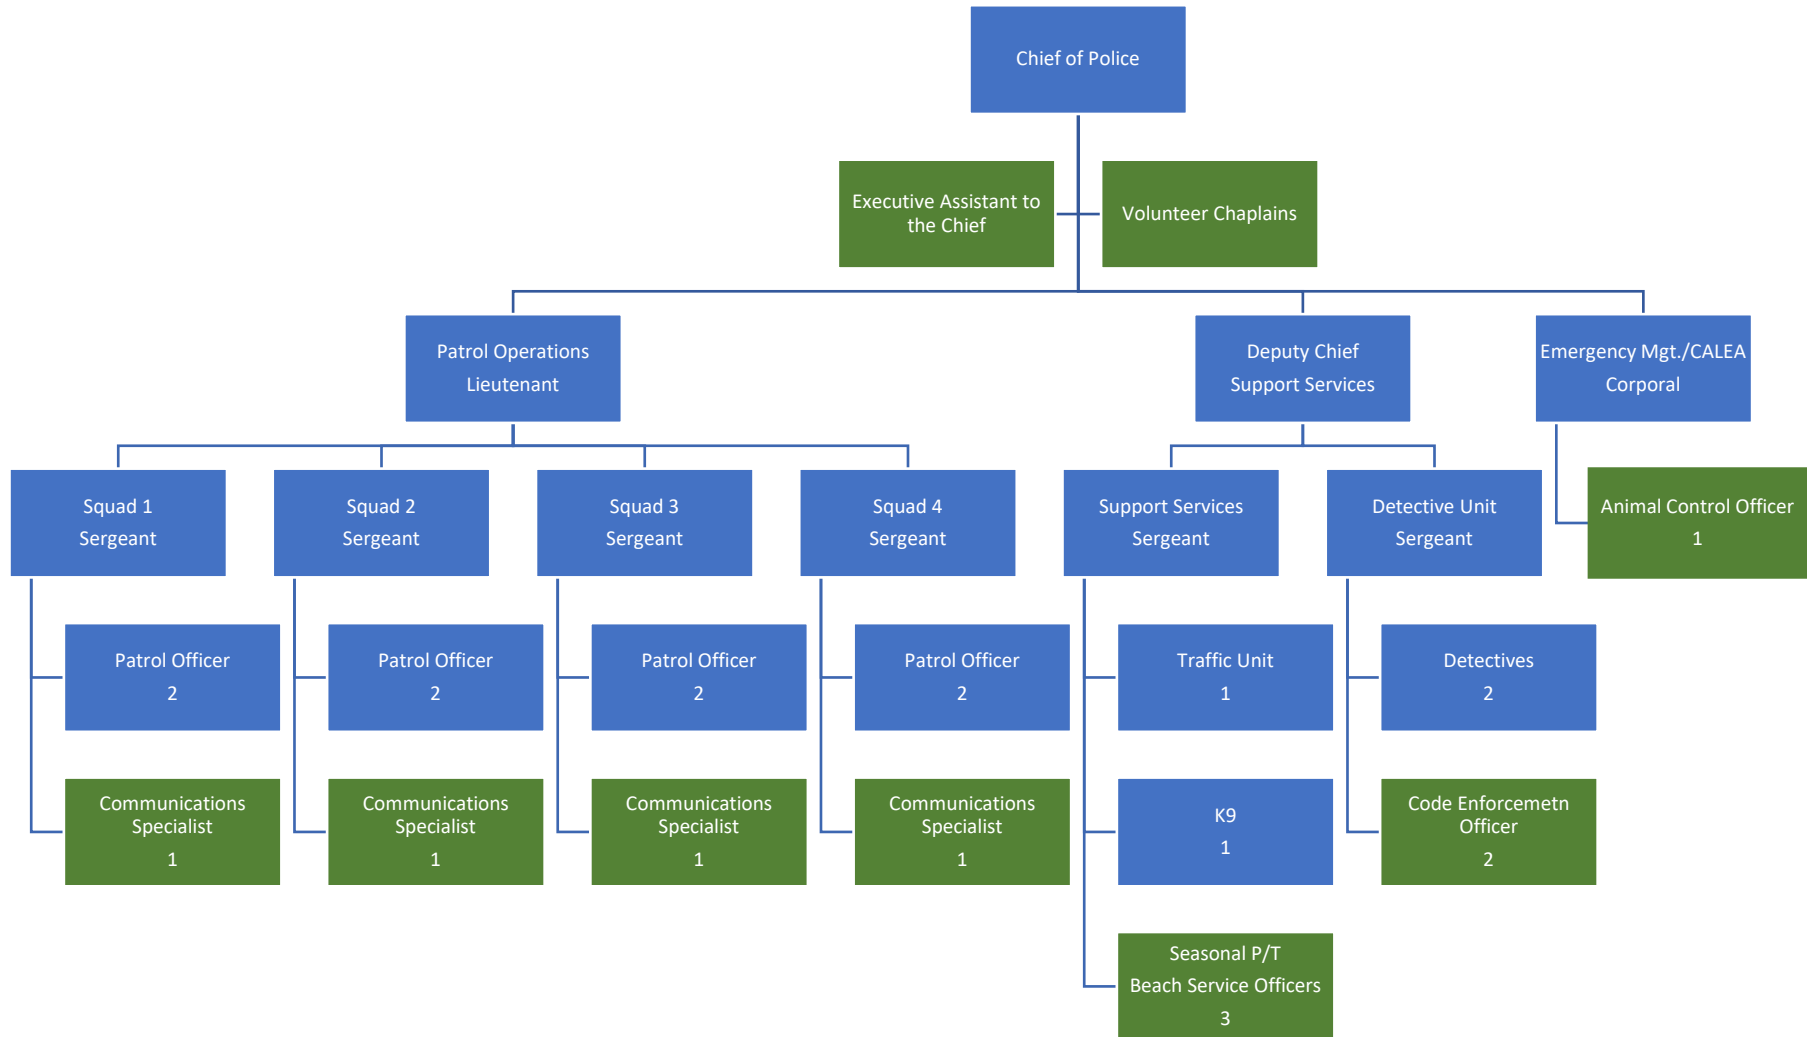 Chief of Police
Executive Assistant to
the Chief
Volunteer Chaplains
Patrol Operations
Lieutenant
Deputy Chief
Support Services
Emergency Mgt./CALEA
Corporal
Squad 1
Sergeant
Squad 2
Sergeant
Squad 3
Sergeant
Squad 4
Sergeant
Support Services
Sergeant
Detective Unit
Sergeant
Animal Control Officer
1
Patrol Officer
2
Patrol Officer
2
Patrol Officer
2
Patrol Officer
2
Traffic Unit
1
Detectives
2
Communications
Specialist
1
Communications
Specialist
1
Communications
Specialist
1
Communications
Specialist
1
K9
1
Code Enforcemetn
Officer
2
Seasonal P/T
Beach Service Officers
3